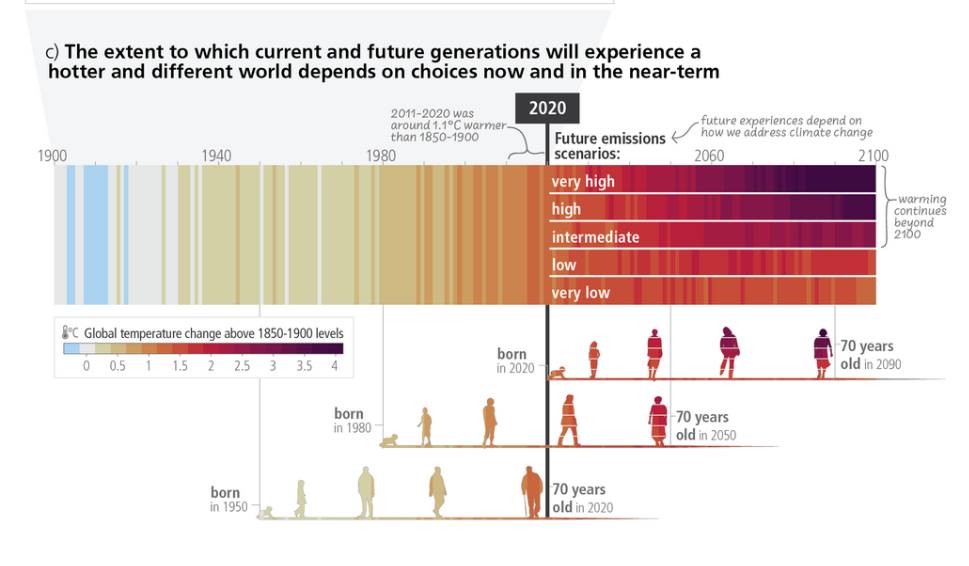 c) The extent to which current and future generations will experience a
hotter and different world depends on choices now and in the near-term
2020
2011-2020 was
around 1.1°C warmer
than 1850-1900
future experiences depend on
how we address climate change
Future emissions
scenarios:
1900
1940
1980
2060
2100
very high
high
intermediate
low
very low
warming
continues
beyond
2100
°C Global temperature change above 1850-1900 levels
0 0.5 1 1.5 2 2.5 3 3.5 4
born
in 2020
70 years
old in 2090
born
in 1980
70 years
old in 2050
born
in 1950
70 years
old in 2020